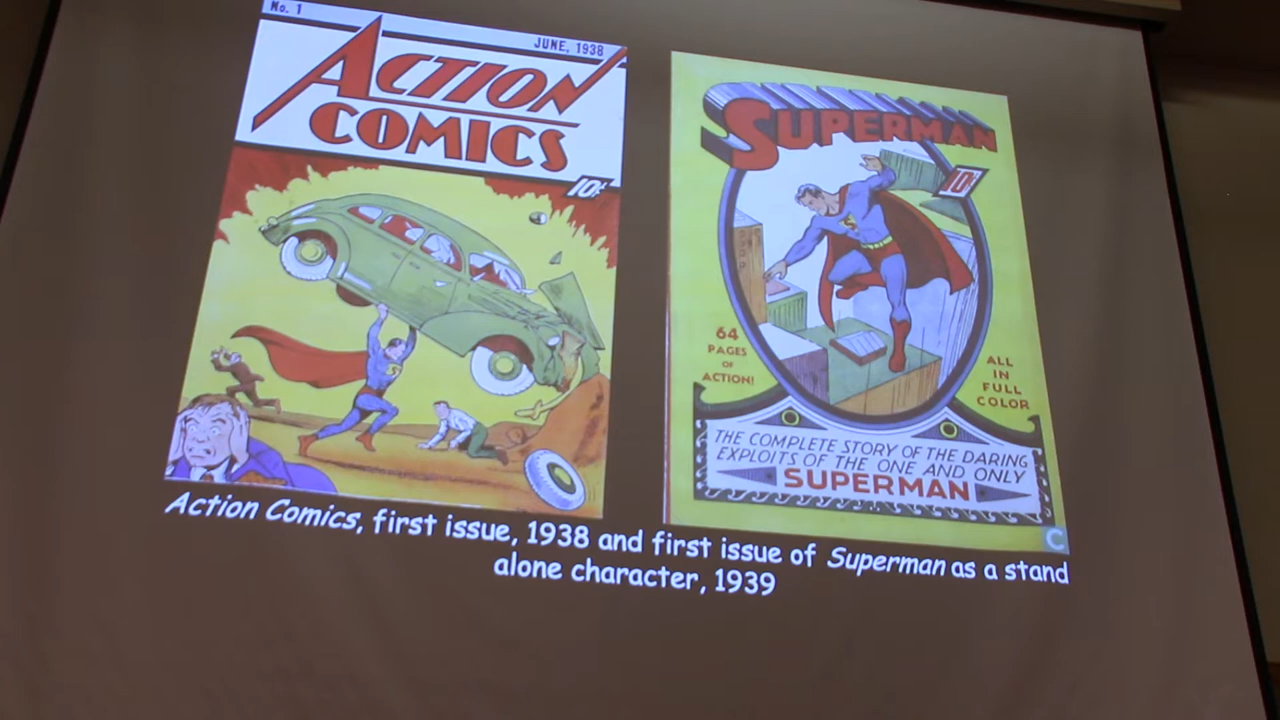 No. 1
JUNE, 1938
ACTION
COMICS
10¢
SUPERMAN
10¢
64
PAGES
OF
ACTION!
ALL
IN
FULL
COLOR
THE COMPLETE STORY OF THE DARING
EXPLOITS OF THE ONE AND ONLY
SUPERMAN
C
Action Comics, first issue, 1938 and first issue of Superman as a stand
alone character, 1939